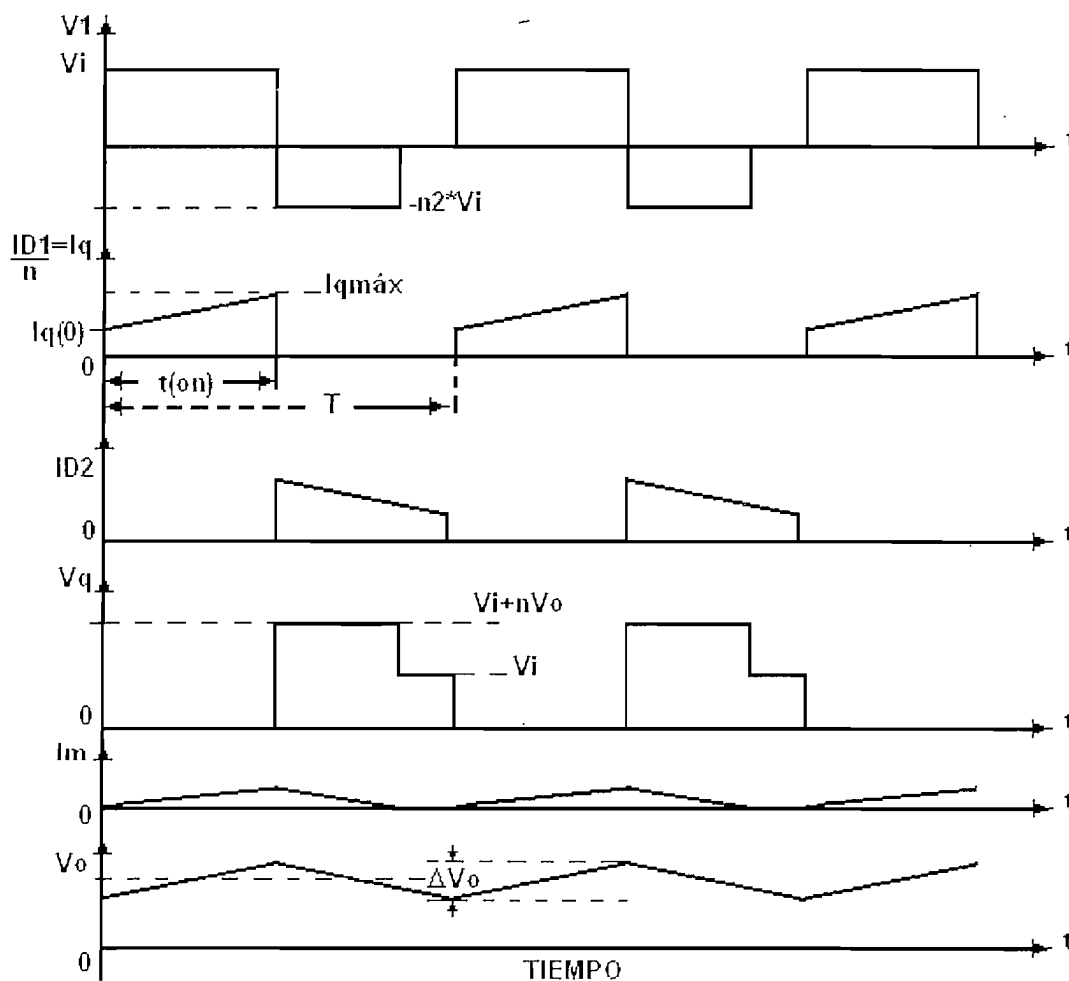 V1
Vi
t
-n2*Vi
ID1=Iq
n
Iqmáx
Iq(0)
0
t
t(on)
T
ID2
0
t
Vq
Vi+nVo
Vi
0
t
Im
0
t
Vo
ΔVo
0
t
TIEMPO